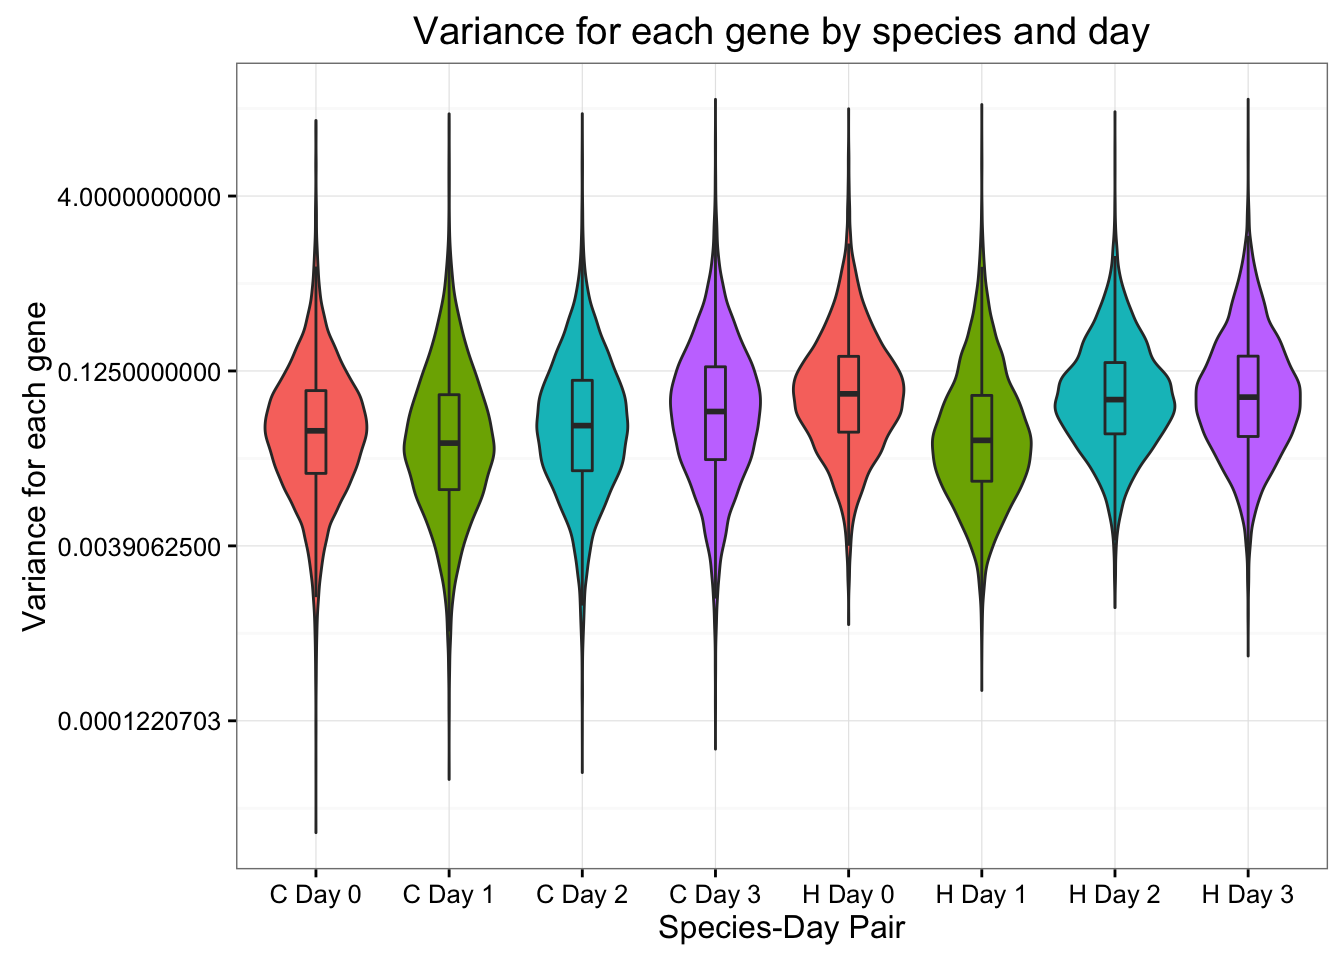 Variance for each gene by species and day
Variance for each gene
4.0000000000
0.1250000000
0.0039062500
0.0001220703
C Day 0
C Day 1
C Day 2
C Day 3
H Day 0
H Day 1
H Day 2
H Day 3
Species-Day Pair